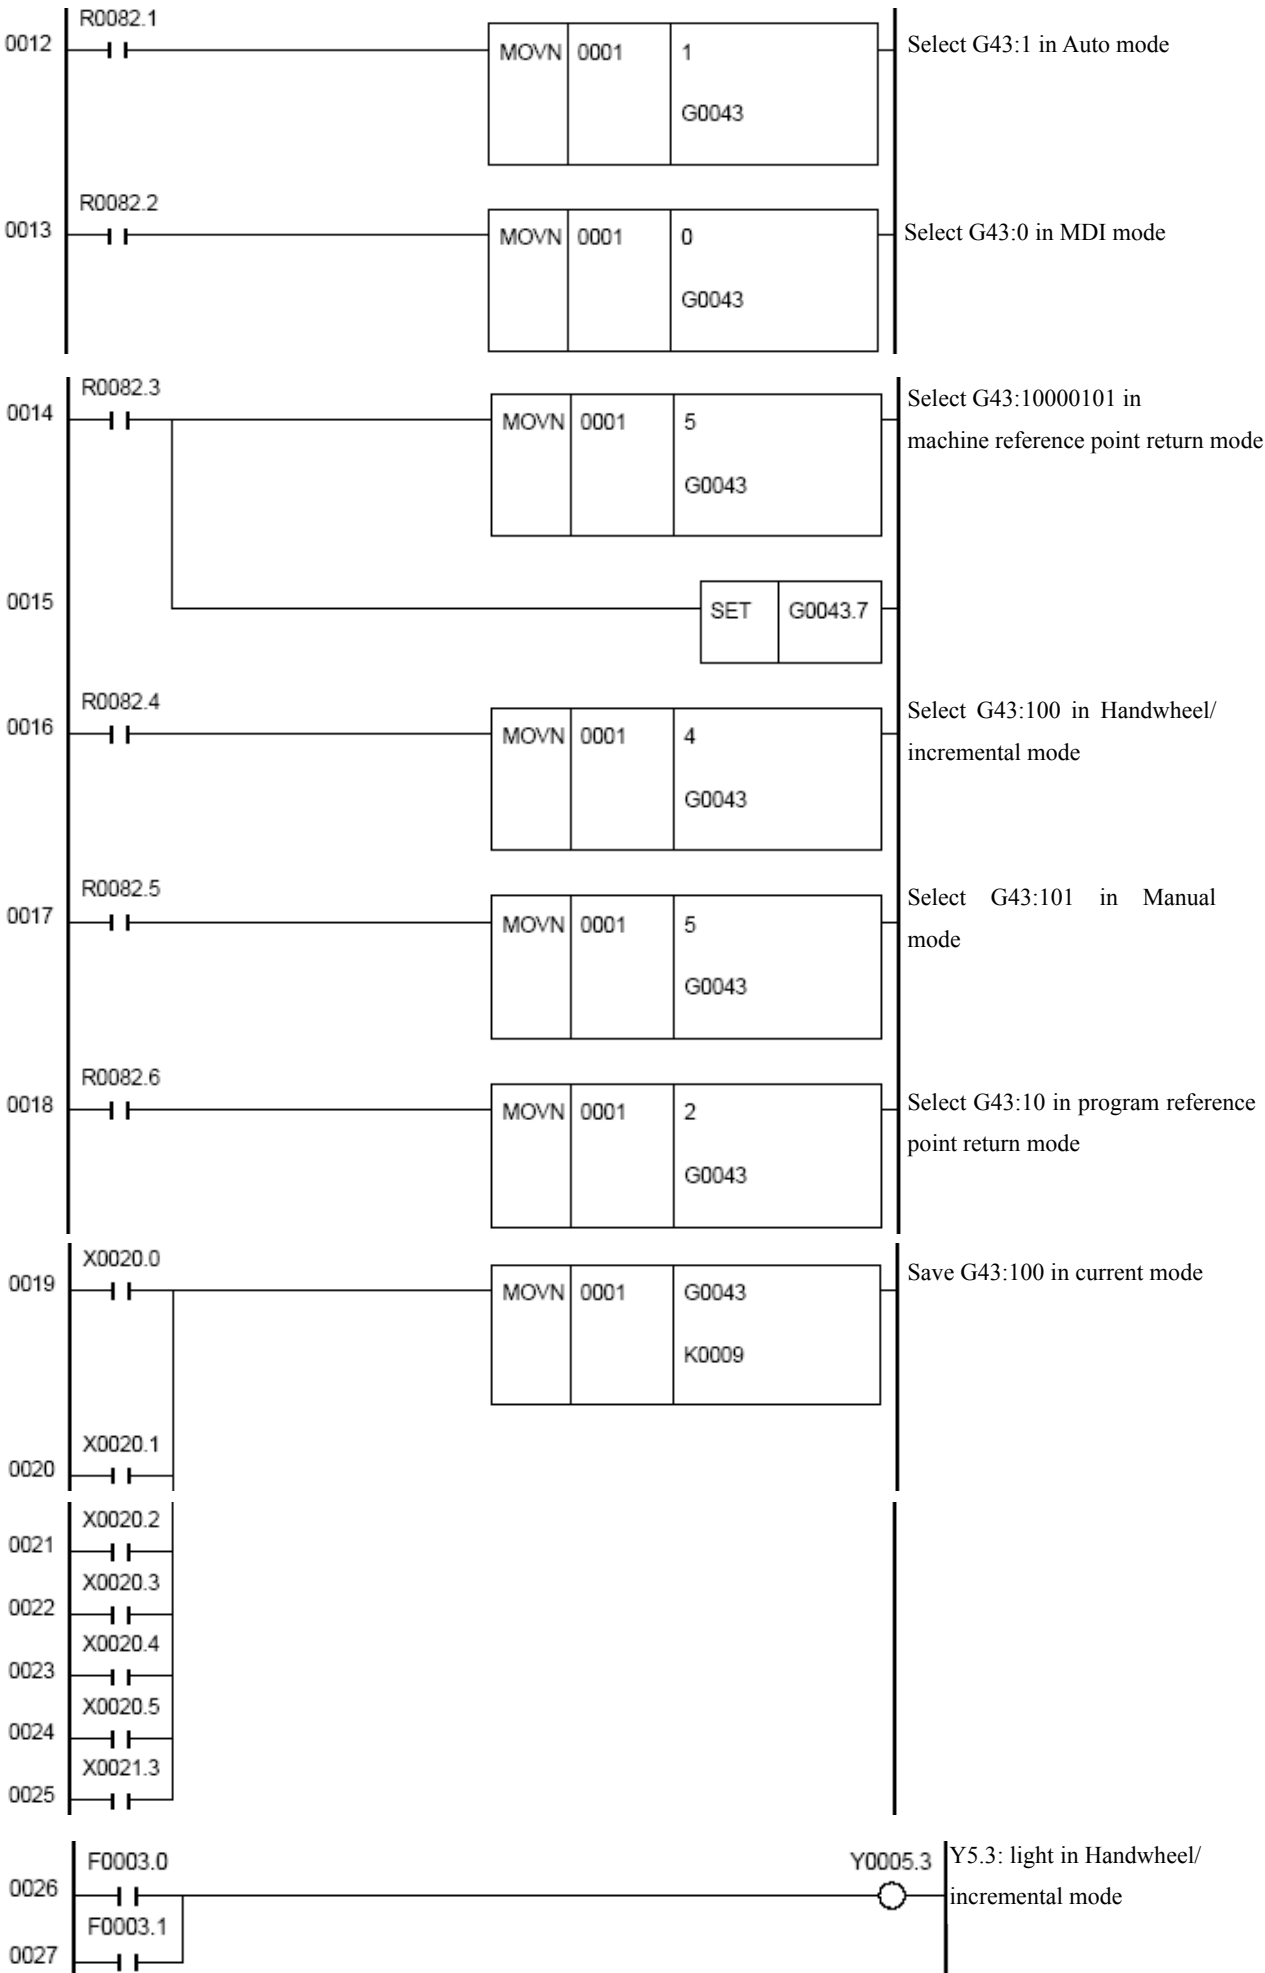 R0082.1
0012
MOVN 0001 1
Select G43:1 in Auto mode
G0043
R0082.2
0013
MOVN 0001 0
Select G43:0 in MDI mode
G0043
R0082.3
0014
MOVN 0001 5
Select G43:10000101 in
machine reference point return mode
G0043
0015
SET G0043.7
R0082.4
0016
MOVN 0001 4
Select G43:100 in Handwheel/
incremental mode
G0043
R0082.5
0017
MOVN 0001 5
Select G43:101 in Manual
mode
G0043
R0082.6
0018
MOVN 0001 2
Select G43:10 in program reference
point return mode
G0043
X0020.0
0019
MOVN 0001 G0043
Save G43:100 in current mode
K0009
X0020.1
0020
X0020.2
0021
X0020.3
0022
X0020.4
0023
X0020.5
0024
X0021.3
0025
F0003.0
0026
Y0005.3
Y5.3: light in Handwheel/
incremental mode
F0003.1
0027